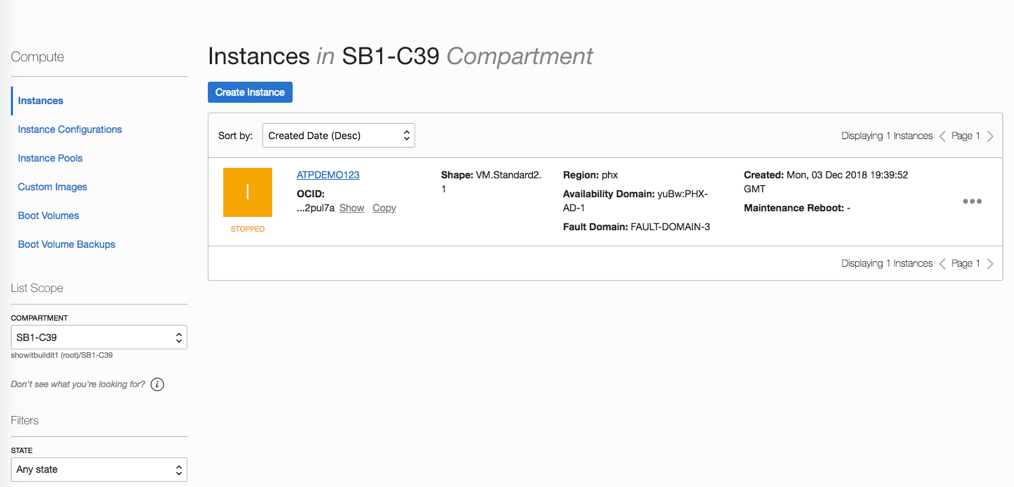 Compute
Instances
Instance Configurations
Instance Pools
Custom Images
Boot Volumes
Boot Volume Backups
List Scope
COMPARTMENT
SB1-C39
showitbuildit1 (root)/SB1-C39
Don't see what you're looking for? i
Filters
STATE
Any state
Instances in SB1-C39 Compartment
Create Instance
Sort by: Created Date (Desc)
Displaying 1 Instances < Page 1 >
I
STOPPED
ATPDEMO123
OCID:
...2pul7a Show Copy
Shape: VM.Standard2.
1
Region: phx
Availability Domain: yuBw:PHX-
AD-1
Fault Domain: FAULT-DOMAIN-3
Created: Mon, 03 Dec 2018 19:39:52
GMT
Maintenance Reboot: -
Displaying 1 Instances < Page 1 >